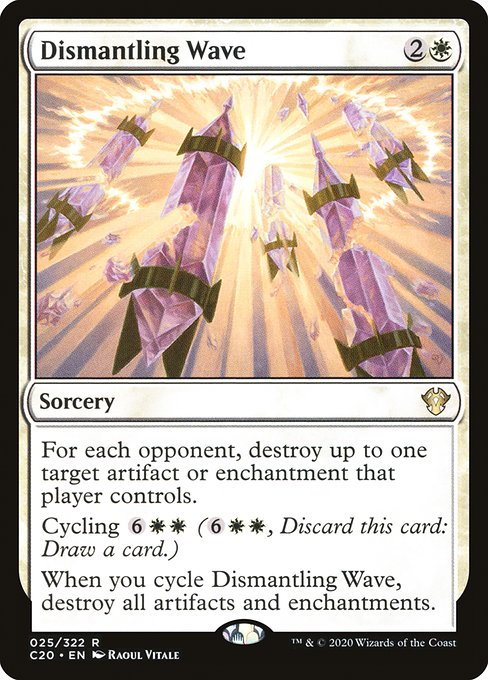 Dismantling Wave 2
Sorcery
For each opponent, destroy up to one
target artifact or enchantment that
player controls.
Cycling 6 (6, Discard this card:
Draw a card.)
When you cycle Dismantling Wave,
destroy all artifacts and enchantments.
025/322 R
™ & © 2020 Wizards of the Coast
C20 • EN Raoul Vitale